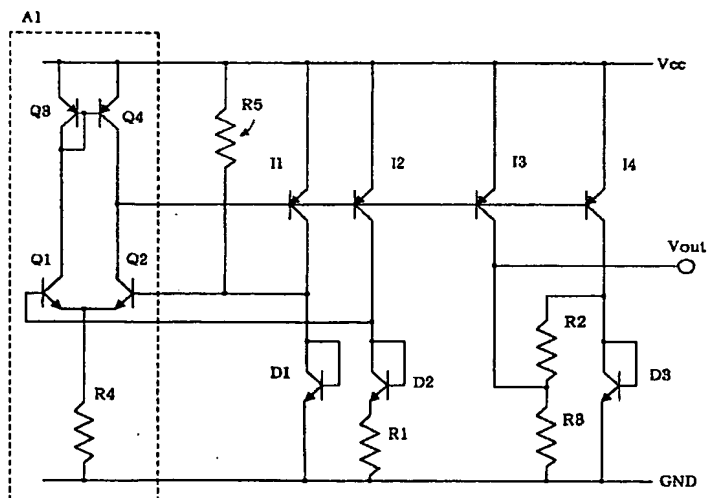 A1
Vcc
Q3
Q4
R5
I1
I2
I3
I4
Vout
Q1
Q2
R2
D1
D2
D3
R4
R1
R3
GND